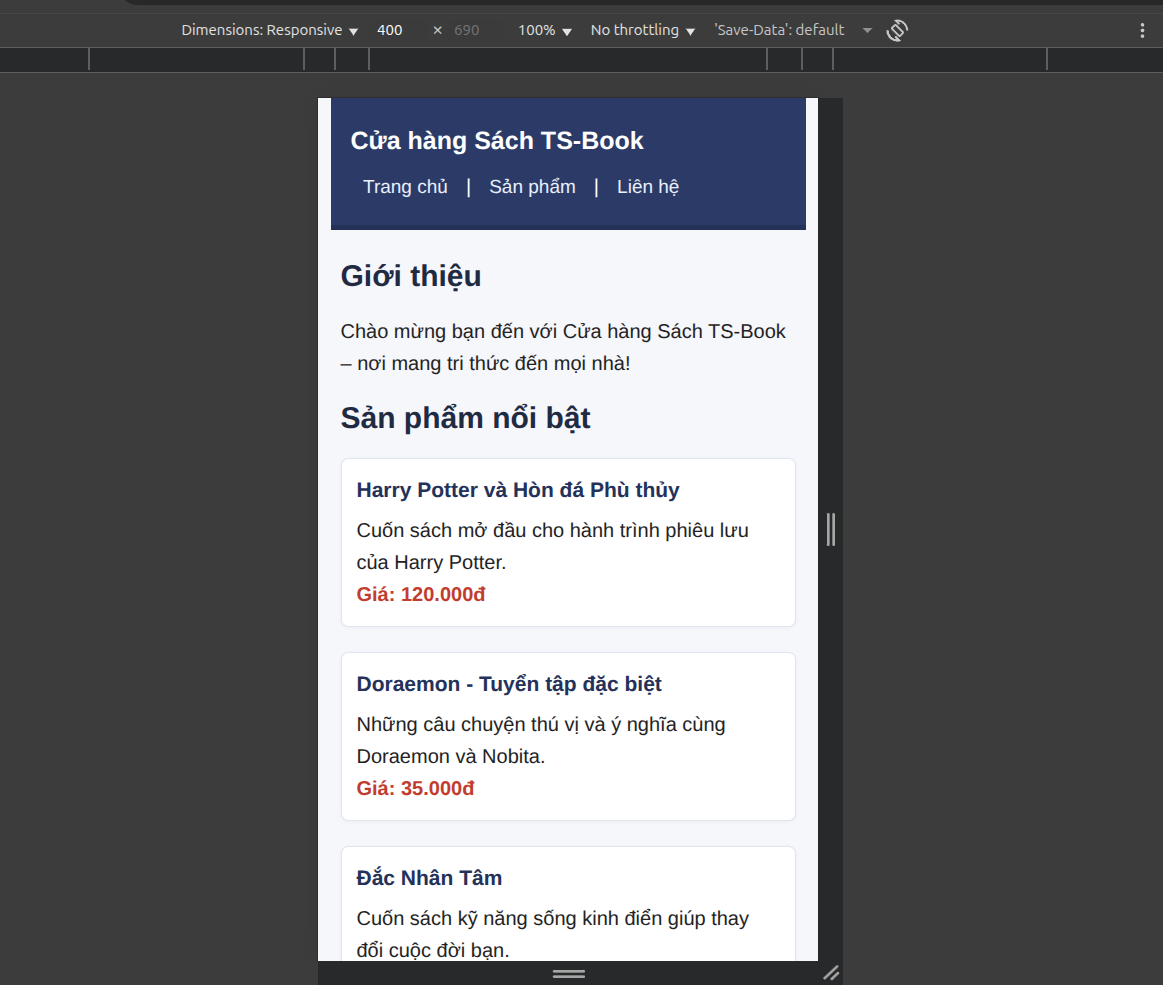 Dimensions: Responsive 400 × 690 100% No throttling 'Save-Data': default
Cửa hàng Sách TS-Book
Trang chủ | Sản phẩm | Liên hệ
Giới thiệu
Chào mừng bạn đến với Cửa hàng Sách TS-Book
– nơi mang tri thức đến mọi nhà!
Sản phẩm nổi bật
Harry Potter và Hòn đá Phù thủy
Cuốn sách mở đầu cho hành trình phiêu lưu
của Harry Potter.
Giá: 120.000đ
Doraemon - Tuyển tập đặc biệt
Những câu chuyện thú vị và ý nghĩa cùng
Doraemon và Nobita.
Giá: 35.000đ
Đắc Nhân Tâm
Cuốn sách kỹ năng sống kinh điển giúp thay
đổi cuộc đời bạn.